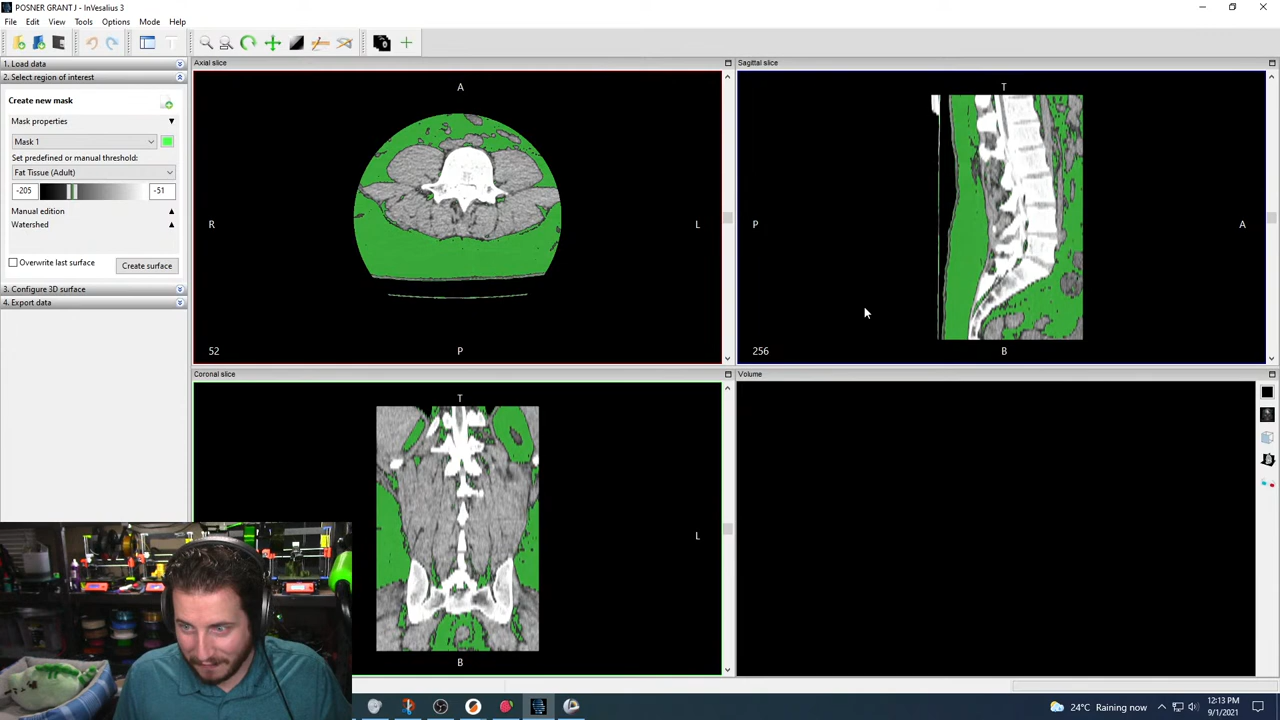 POSNER GRANT J - InVesalius 3
File Edit View Tools Options Mode Help
1. Load data
2. Select region of interest
Create new mask
Mask properties
Mask 1
Set predefined or manual threshold:
Fat Tissue (Adult)
-205 -51
Manual edition
Watershed
Overwrite last surface Create surface
3. Configure 3D surface
4. Export data
Axial slice
A
R
L
52
P
Sagittal slice
T
P
A
256
B
Coronal slice
T
L
B
Volume
24°C Raining now
12:13 PM
9/1/2021